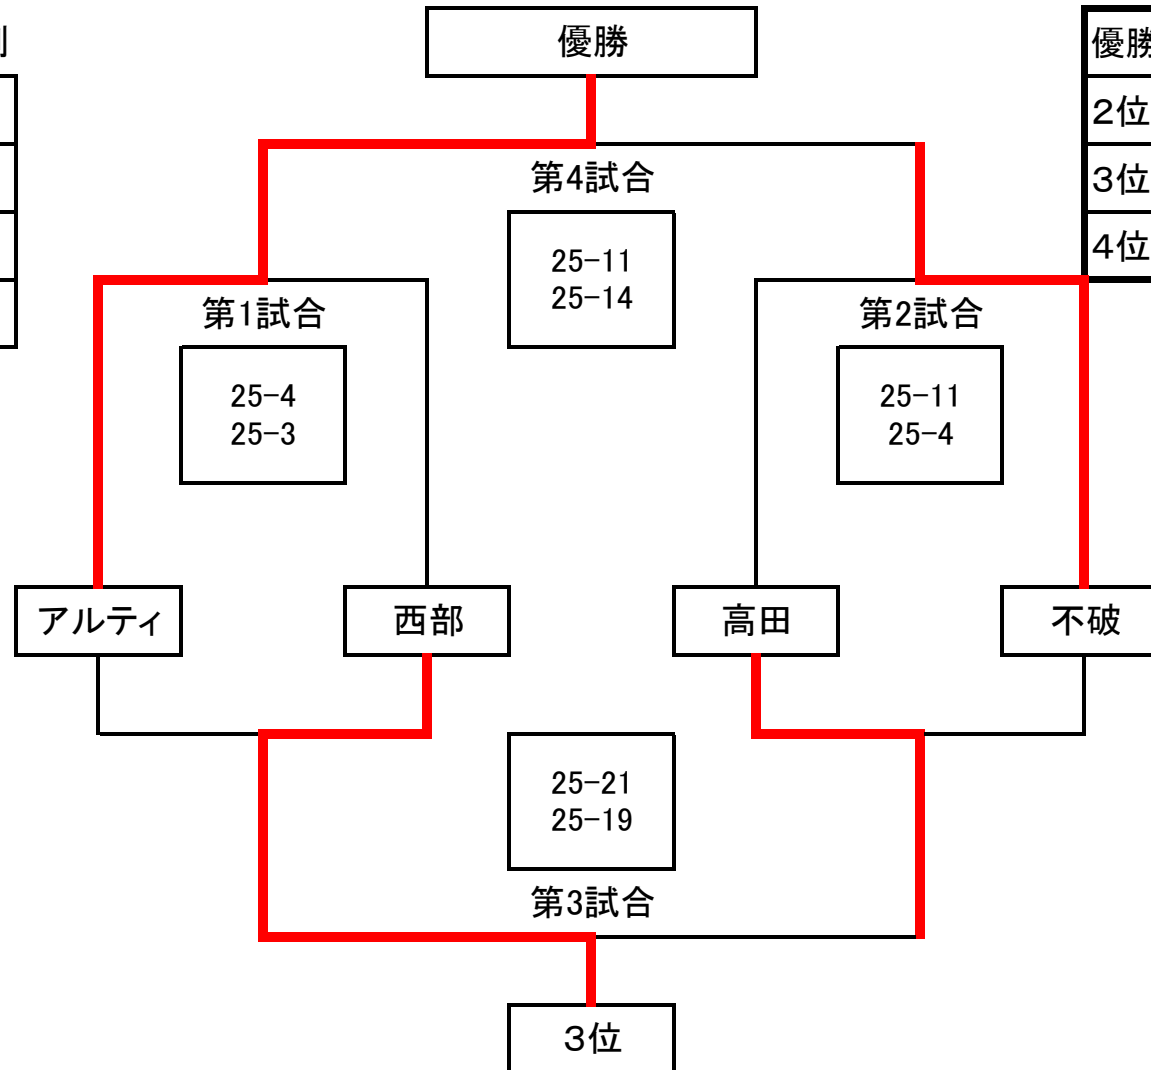 優勝
優勝
2位
3位
4位
第4試合
25-11
25-14
第1試合
25-4
25-3
第2試合
25-11
25-4
アルティ
西部
高田
不破
25-21
25-19
第3試合
3位